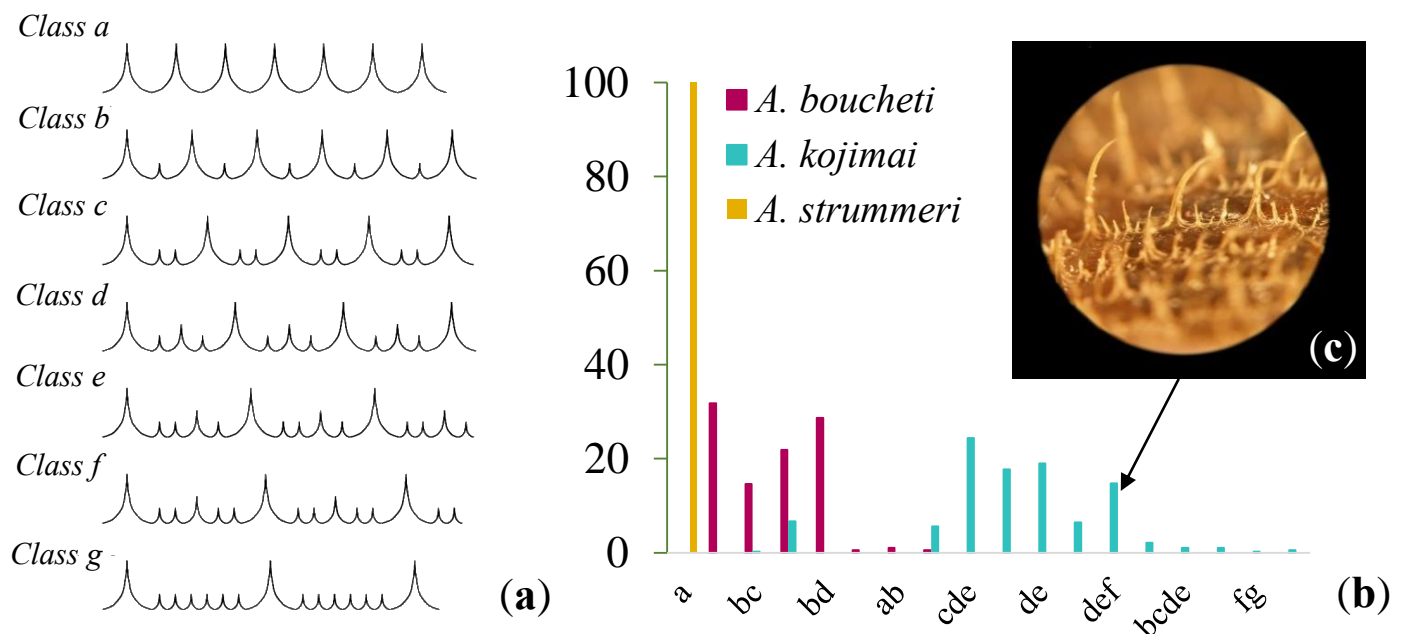 Class a
Class b
Class c
Class d
Class e
Class f
Class g
(a)
100
80
60
40
20
0
A. boucheti
A. kojimai
A. strummeri
a
bc
bd
ab
cde
de
def
bcde
fg
(b)
(c)